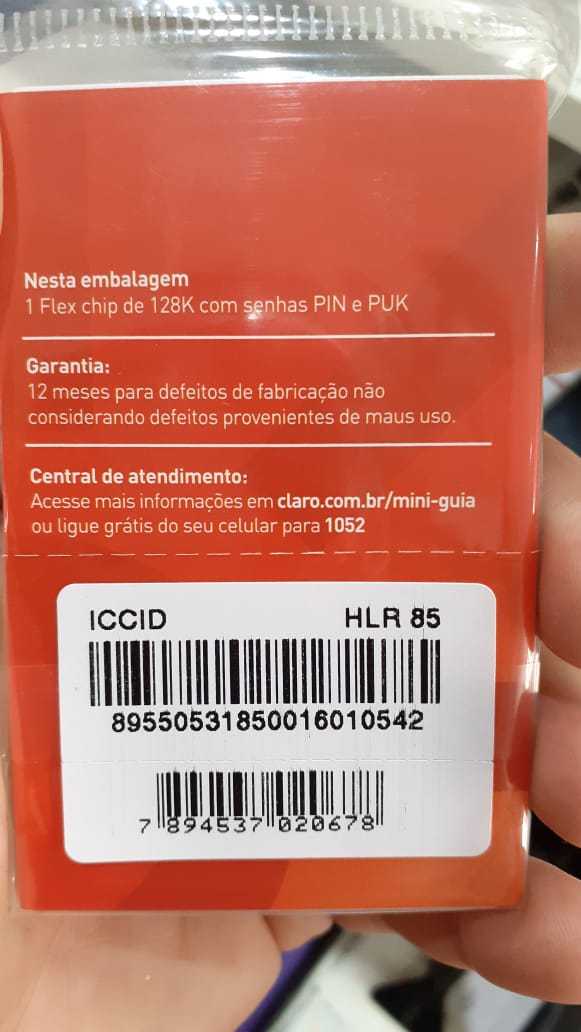 Nesta embalagem
1 Flex chip de 128K com senhas PIN e PUK
Garantia:
12 meses para defeitos de fabricação não
considerando defeitos provenientes de maus uso.
Central de atendimento:
Acesse mais informações em claro.com.br/mini-guia
ou ligue grátis do seu celular para 1052
ICCID HLR 85
89550531850016010542
7 894537 020678